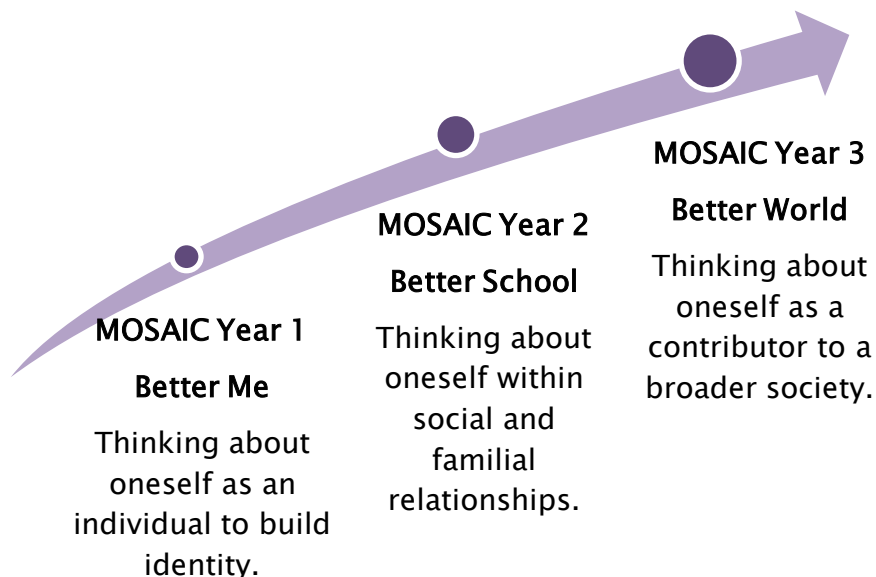 MOSAIC Year 1
Better Me
Thinking about
oneself as an
individual to build
identity.
MOSAIC Year 2
Better School
Thinking about
oneself within
social and
familial
relationships.
MOSAIC Year 3
Better World
Thinking about
oneself as a
contributor to a
broader society.